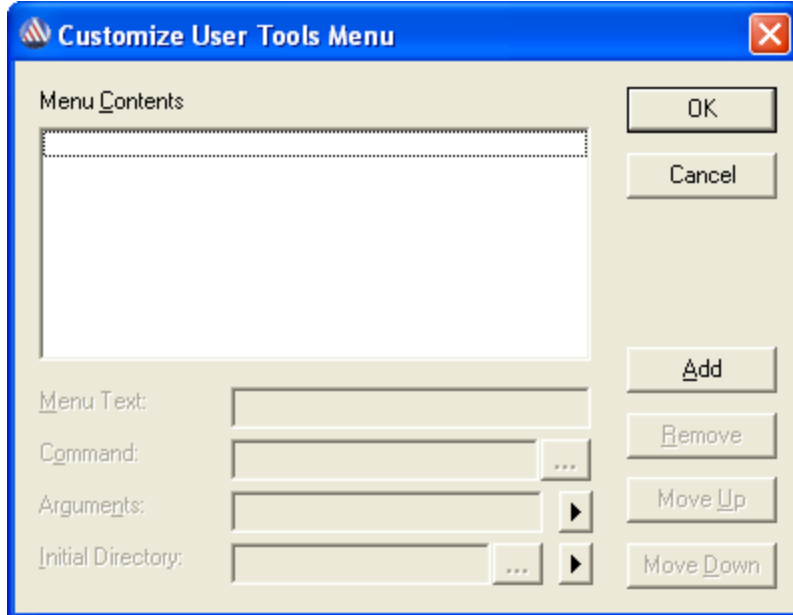 Customize User Tools Menu
Menu Contents
OK
Cancel
Add
Menu Text:
Remove
Command:
...
Arguments:
Move Up
Initial Directory:
...
Move Down